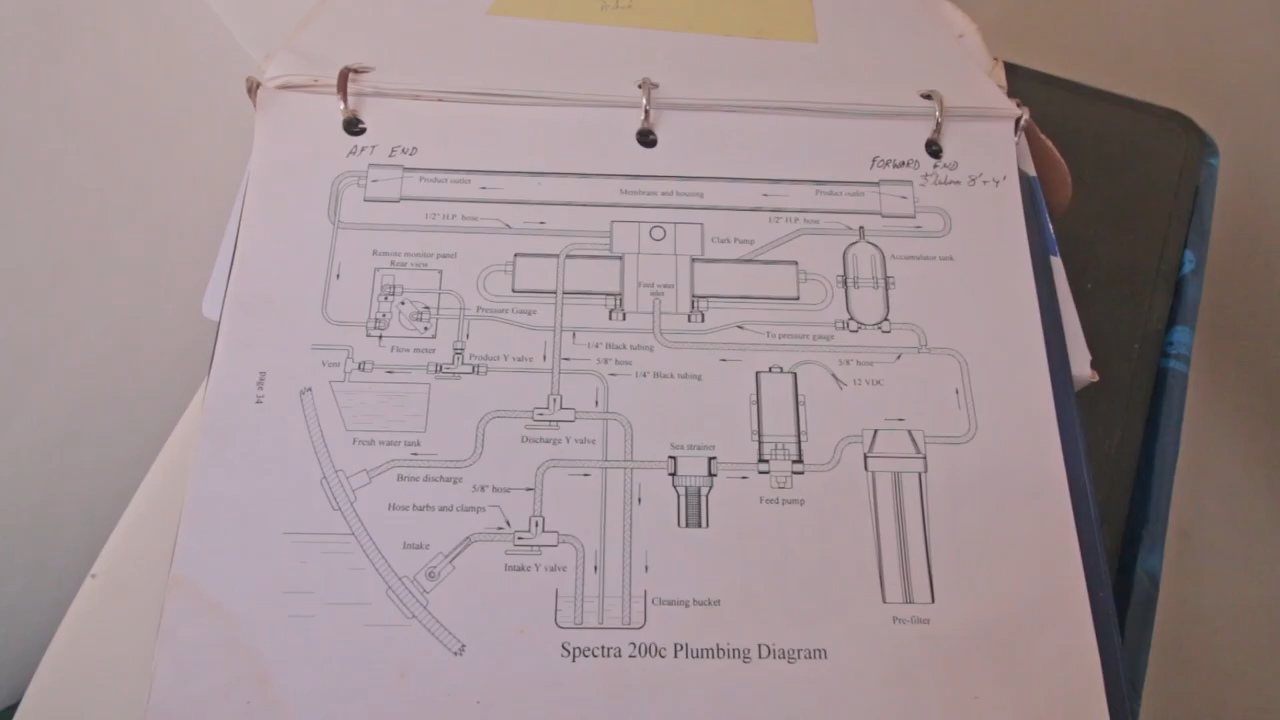 AFT END
FORWARD END
8' + 4'
Product outlet
Membrane and housing
Product outlet
1/2" H.P. hose
1/2" H.P. hose
Clark Pump
Remote monitor panel
Rear view
Accumulator tank
Feed water
inlet
Pressure Gauge
To pressure gauge
Flow meter
1/4" Black tubing
Vent
Product Y valve
5/8" hose
5/8" hose
1/4" Black tubing
12 VDC
page 34
Fresh water tank
Discharge Y valve
Sea strainer
Brine discharge
5/8" hose
Feed pump
Hose barbs and clamps
Intake
Intake Y valve
Cleaning bucket
Pre-filter
Spectra 200c Plumbing Diagram